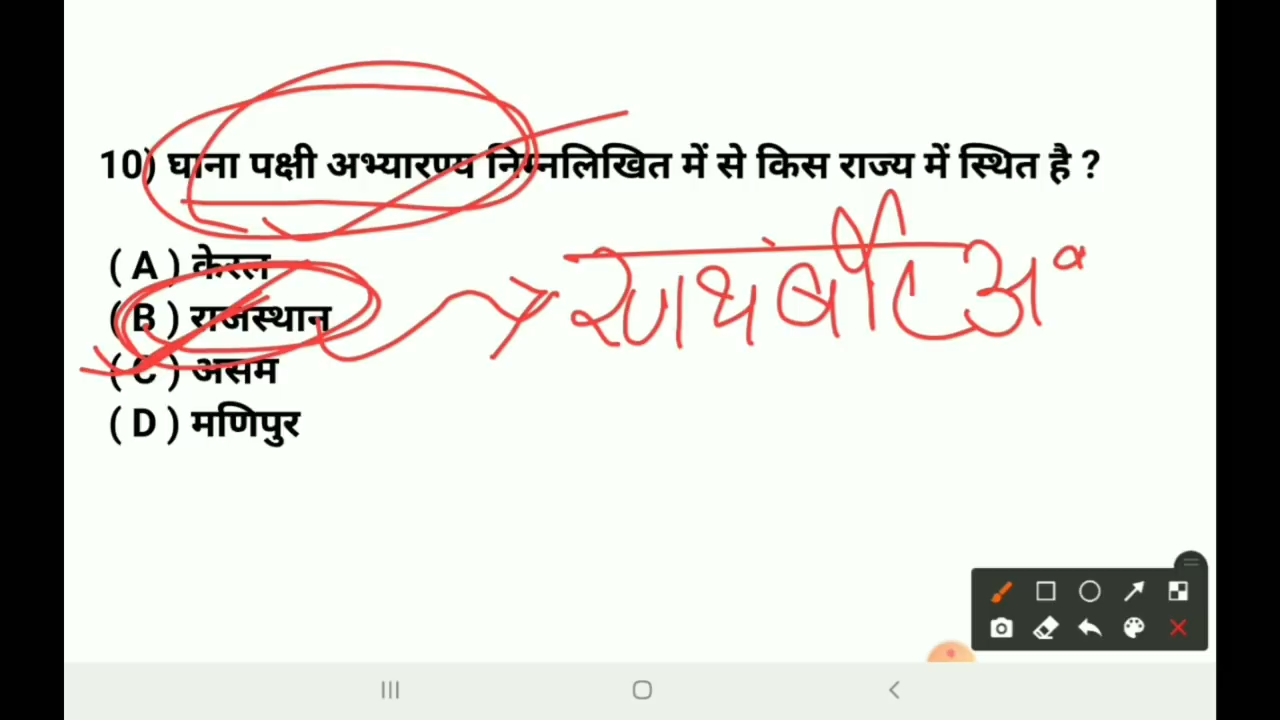 10) घाना पक्षी अभ्यारण्य निम्नलिखित में से किस राज्य में स्थित है ?
( A ) केरल
( B ) राजस्थान
( C ) असम
( D ) मणिपुर